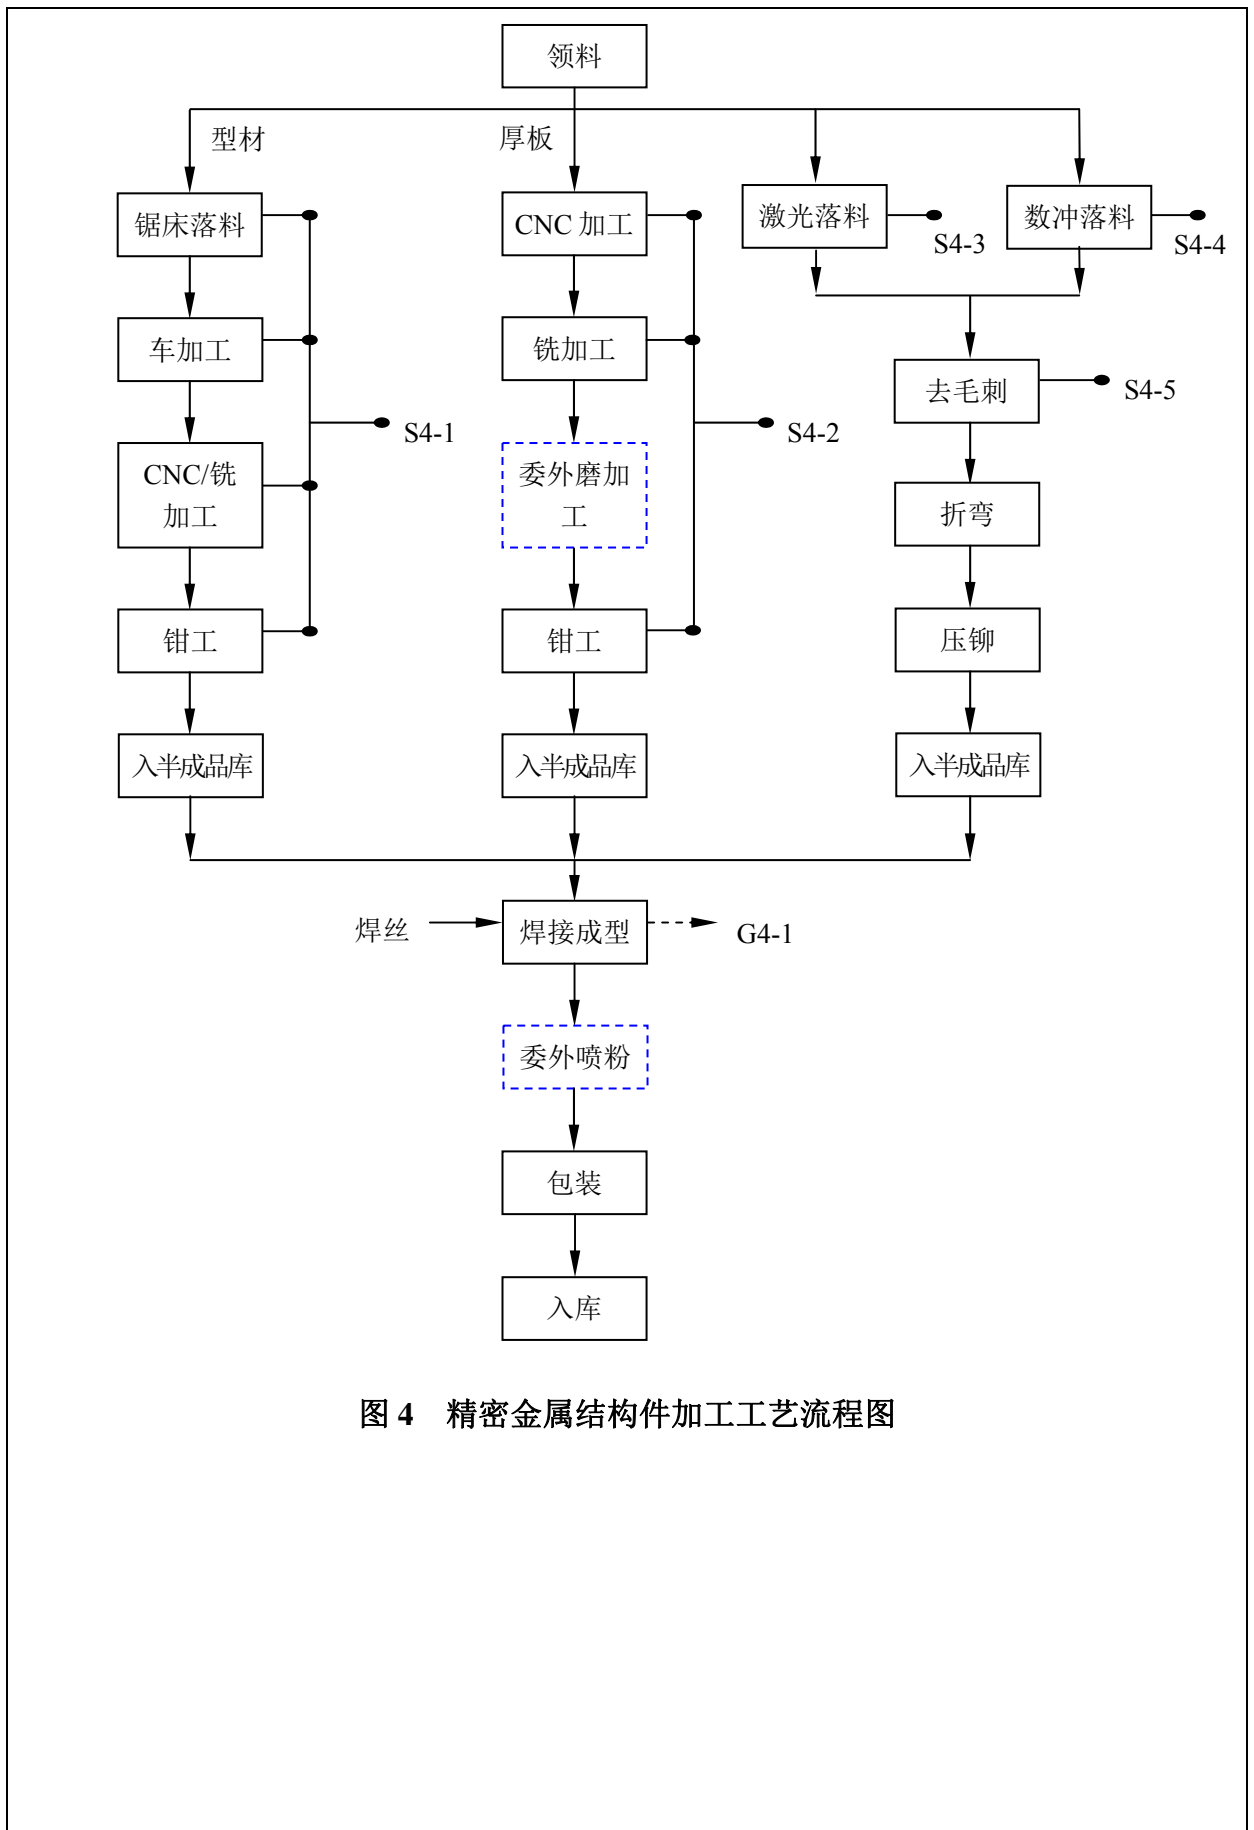 领料
型材
厚板
锯床落料
CNC 加工
激光落料
数冲落料
S4-3
S4-4
车加工
铣加工
去毛刺
S4-5
S4-1
S4-2
CNC/铣
加工
委外磨加
工
折弯
钳工
钳工
压铆
入半成品库
入半成品库
入半成品库
焊丝
焊接成型
G4-1
委外喷粉
包装
入库
图 4 精密金属结构件加工工艺流程图